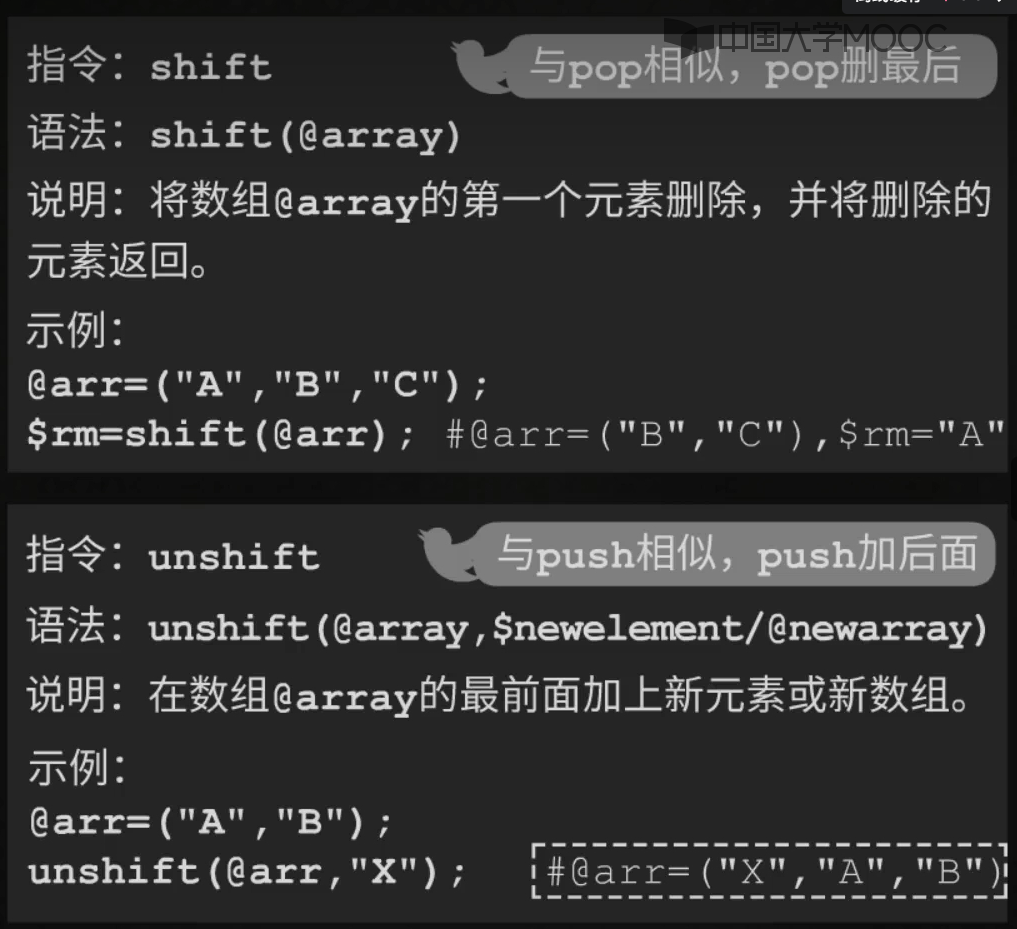 中国大学MOOC
指令：shift
与pop相似，pop删最后
语法：shift(@array)
说明：将数组@array的第一个元素删除，并将删除的
元素返回。
示例：
@arr=("A","B","C");
$rm=shift(@arr); #@arr=("B","C"),$rm="A"
指令：unshift
与push相似，push加后面
语法：unshift(@array,$newelement/@newarray)
说明：在数组@array的最前面加上新元素或新数组。
示例：
@arr=("A","B");
unshift(@arr,"X"); #@arr=("X","A","B")